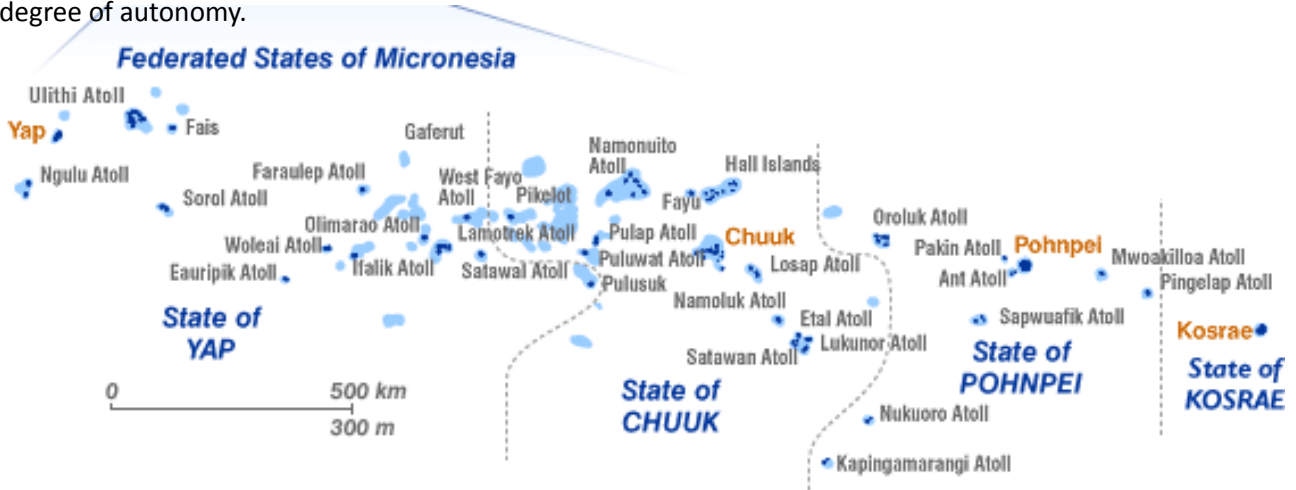 degree of autonomy.
Federated States of Micronesia
Ulithi Atoll
Yap
Fais
Gaferut
Ngulu Atoll
Sorol Atoll
Faraulep Atoll
West Fayo
Atoll
Pikelot
Namonuito
Atoll
Hall Islands
Fayu
Olimarao Atoll
Lamotrek Atoll
Pulap Atoll
Chuuk
Woleai Atoll
Ifalik Atoll
Satawal Atoll
Puluwat Atoll
Losap Atoll
Eauripik Atoll
Pulusuk
Namoluk Atoll
Oroluk Atoll
Pakin Atoll
Pohnpei
Mwoakilloa Atoll
Ant Atoll
Pingelap Atoll
Etal Atoll
Sapwuafik Atoll
Kosrae
Satawan Atoll
Lukunor Atoll
State of
YAP
State of
CHUUK
State of
POHNPEI
State of
KOSRAE
Nukuoro Atoll
Kapingamarangi Atoll
0
500 km
300 m